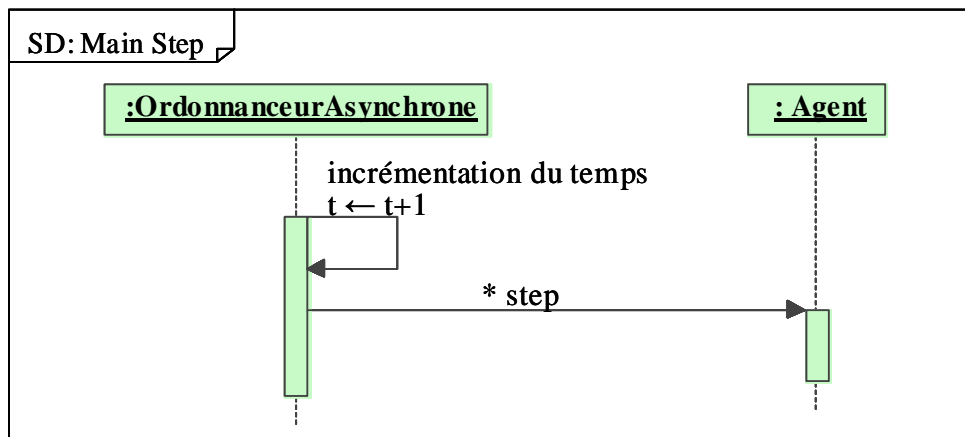 SD: Main Step
:OrdonnanceurAsynchrone
: Agent
incrémentation du temps
t ← t+1
* step